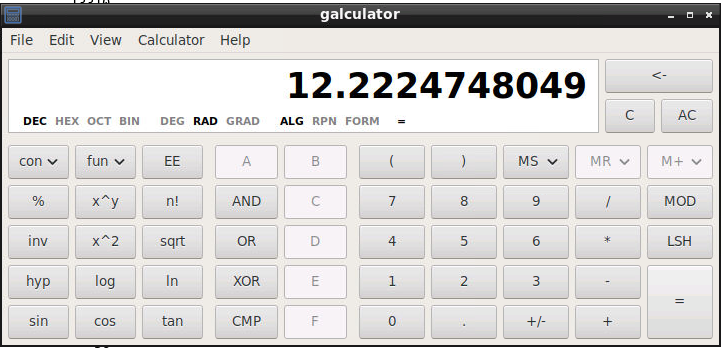 galculator
File Edit View Calculator Help
12.2224748049
DEC HEX OCT BIN DEG RAD GRAD ALG RPN FORM =
<-
C AC
con fun EE A B ( ) MS MR M+
% x^y n! AND C 7 8 9 / MOD
inv x^2 sqrt OR D 4 5 6 * LSH
hyp log ln XOR E 1 2 3 -
=
sin cos tan CMP F 0 . +/- +